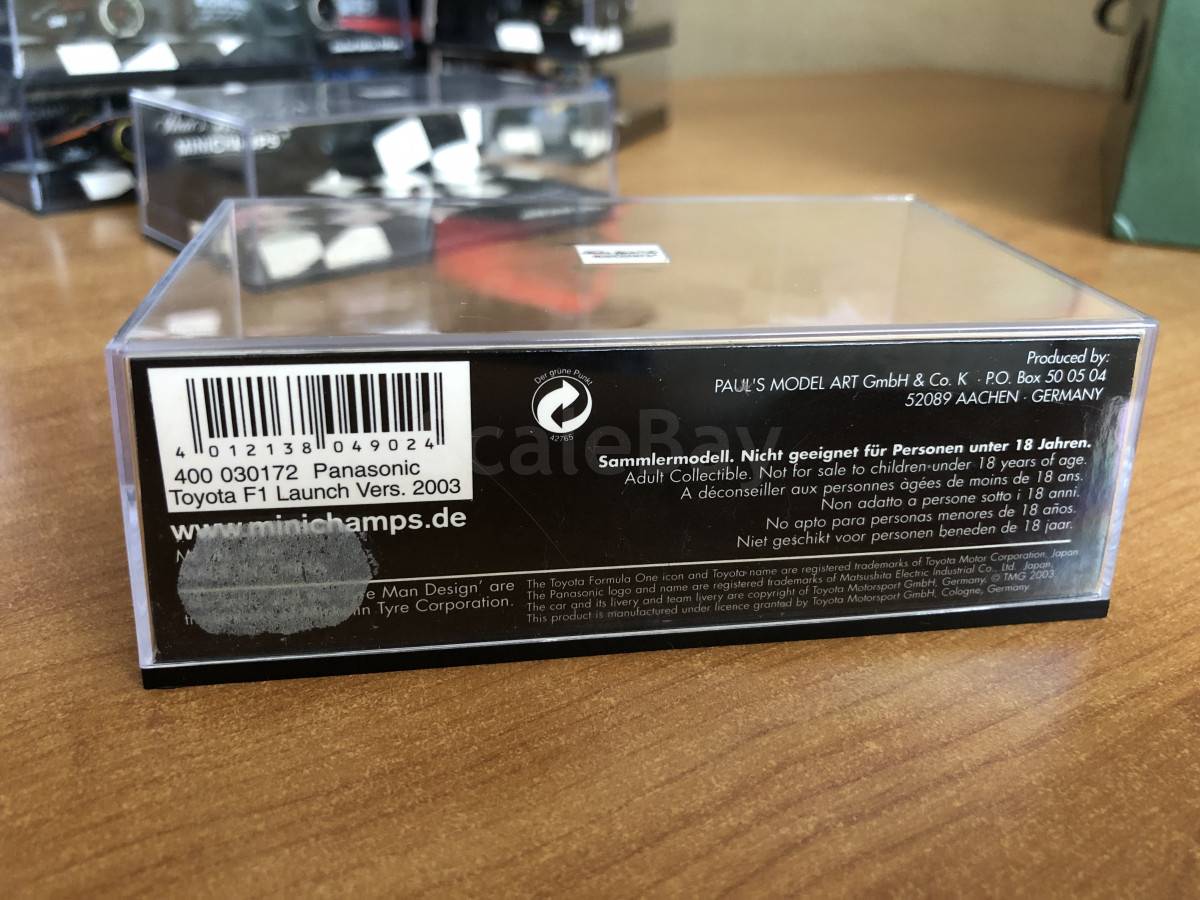 MINICHAMPS
4 012138 049024
400 030172 Panasonic
Toyota F1 Launch Vers. 2003
www.minichamps.de
e Man Design' are
in Tyre Corporation.
Der grüne Punkt
42765
Produced by:
PAUL'S MODEL ART GmbH & Co. K · P.O. Box 50 05 04
52089 AACHEN · GERMANY
Sammlermodell. Nicht geeignet für Personen unter 18 Jahren.
Adult Collectible. Not for sale to children under 18 years of age.
A déconseiller aux personnes àgées de moins de 18 ans.
Non adatto a persone sotto i 18 anni.
No apto para personas menores de 18 años.
Niet geschikt voor personen beneden de 18 jaar.
The Toyota Formula One icon and Toyota name are registered trademarks of Toyota Motor Corporation, Japan
The Panasonic logo and name are registered trademarks of Matsushita Electric Industrial Co., Ltd. Japan
The car and its livery and team livery are copyright of Toyota Motorsport GmbH, Germany. © TMG 2003
This product is manufactured under licence granted by Toyota Motorsport GmbH, Cologne, Germany
caleBay